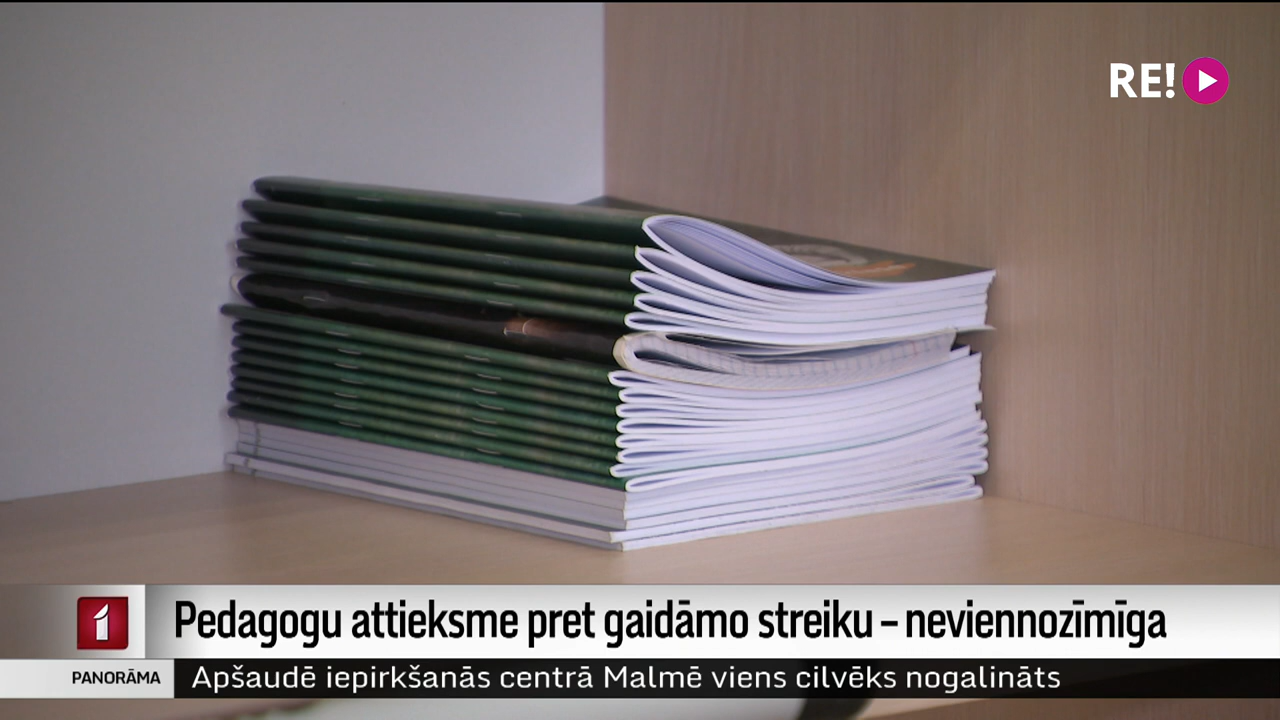 RE!
1
Pedagogu attieksme pret gaidāmo streiku – neviennozīmīga
PANORĀMA
Apšaudē iepirkšanās centrā Malmē viens cilvēks nogalināts